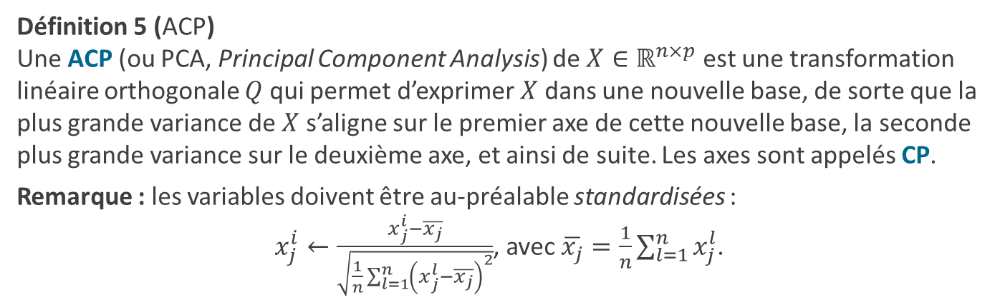 Définition 5 (ACP)
Une ACP (ou PCA, Principal Component Analysis) de $X \in \mathbb{R}^{n \times p}$ est une transformation
linéaire orthogonale $Q$ qui permet d’exprimer $X$ dans une nouvelle base, de sorte que la
plus grande variance de $X$ s’aligne sur le premier axe de cette nouvelle base, la seconde
plus grande variance sur le deuxième axe, et ainsi de suite. Les axes sont appelés CP.
Remarque : les variables doivent être au-préalable standardisées :
$x_j^i \leftarrow \frac{x_j^i - \overline{x_j}}{\sqrt{\frac{1}{n} \sum_{l=1}^{n} \left( x_j^l - \overline{x_j} \right)^2}}$, avec $\overline{x}_j = \frac{1}{n} \sum_{l=1}^{n} x_j^l$.